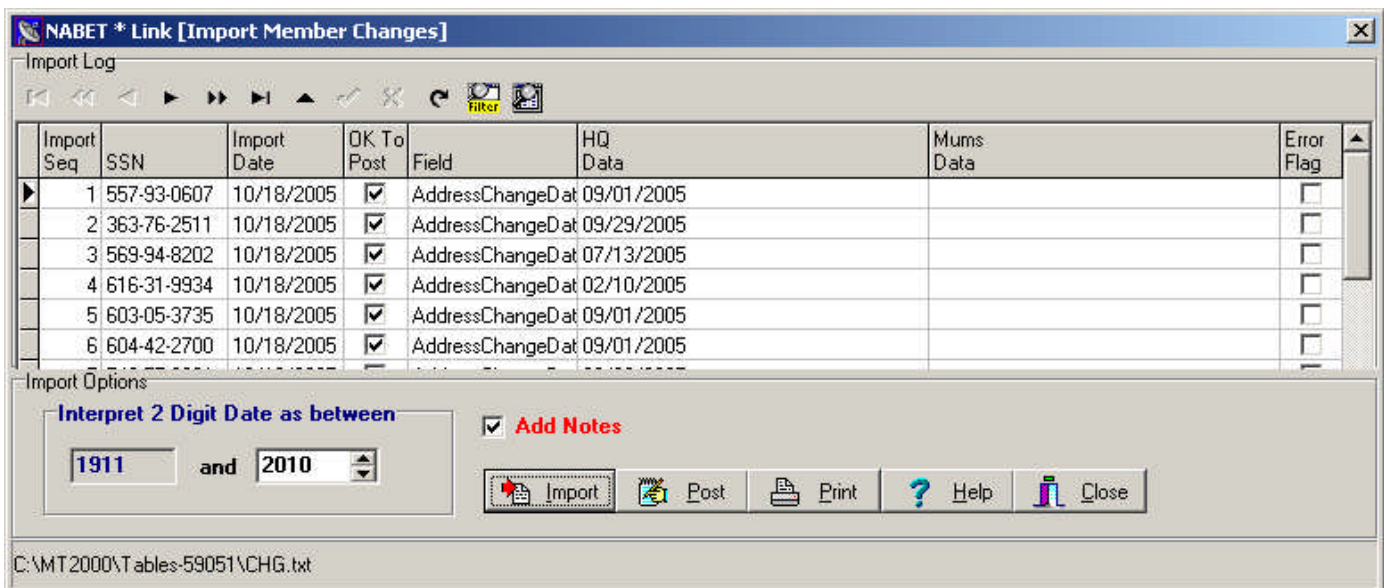 NABET * Link [Import Member Changes]
Import Log
Filter
Import Seq SSN Import Date OK To Post Field HQ Data Mums Data Error Flag
1 557-93-0607 10/18/2005 AddressChangeDat 09/01/2005
2 363-76-2511 10/18/2005 AddressChangeDat 09/29/2005
3 569-94-8202 10/18/2005 AddressChangeDat 07/13/2005
4 616-31-9934 10/18/2005 AddressChangeDat 02/10/2005
5 603-05-3735 10/18/2005 AddressChangeDat 09/01/2005
6 604-42-2700 10/18/2005 AddressChangeDat 09/01/2005
Import Options
Interpret 2 Digit Date as between
1911 and 2010
Add Notes
Import Post Print Help Close
C:\MT2000\Tables-59051\CHG.txt